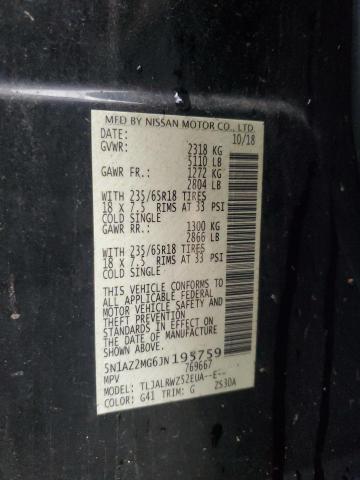 MFD BY NISSAN MOTOR CO., LTD.
DATE: 10/18
GVWR: 2318 KG
5110 LB
GAWR FR.: 1272 KG
2804 LB
WITH 235/65R18 TIRES
18 X 7.5 RIMS AT 33 PSI
COLD SINGLE
GAWR RR.: 1300 KG
2866 LB
WITH 235/65R18 TIRES
18 X 7.5 RIMS AT 33 PSI
COLD SINGLE
THIS VEHICLE CONFORMS TO
ALL APPLICABLE FEDERAL
MOTOR VEHICLE SAFETY AND
THEFT PREVENTION
STANDARDS IN EFFECT ON
THE DATE OF MANUFACTURE
SHOWN ABOVE.
5N1AZ2MG6JN195759
MPV 769667
MODEL: TLJALRWZ52EUA--E--
COLOR: G41 TRIM: G ZS3DA